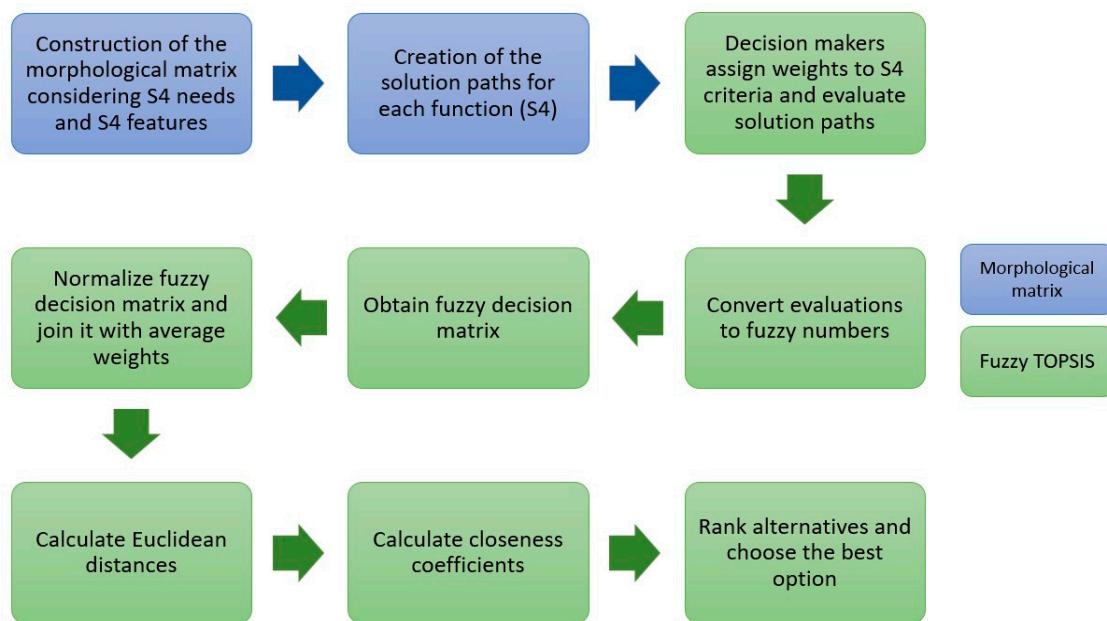 Construction of the
morphological matrix
considering S4 needs
and S4 features
Creation of the
solution paths for
each function (S4)
Decision makers
assign weights to S4
criteria and evaluate
solution paths
Convert evaluations
to fuzzy numbers
Obtain fuzzy decision
matrix
Normalize fuzzy
decision matrix and
join it with average
weights
Calculate Euclidean
distances
Calculate closeness
coefficients
Rank alternatives and
choose the best
option
Morphological
matrix
Fuzzy TOPSIS